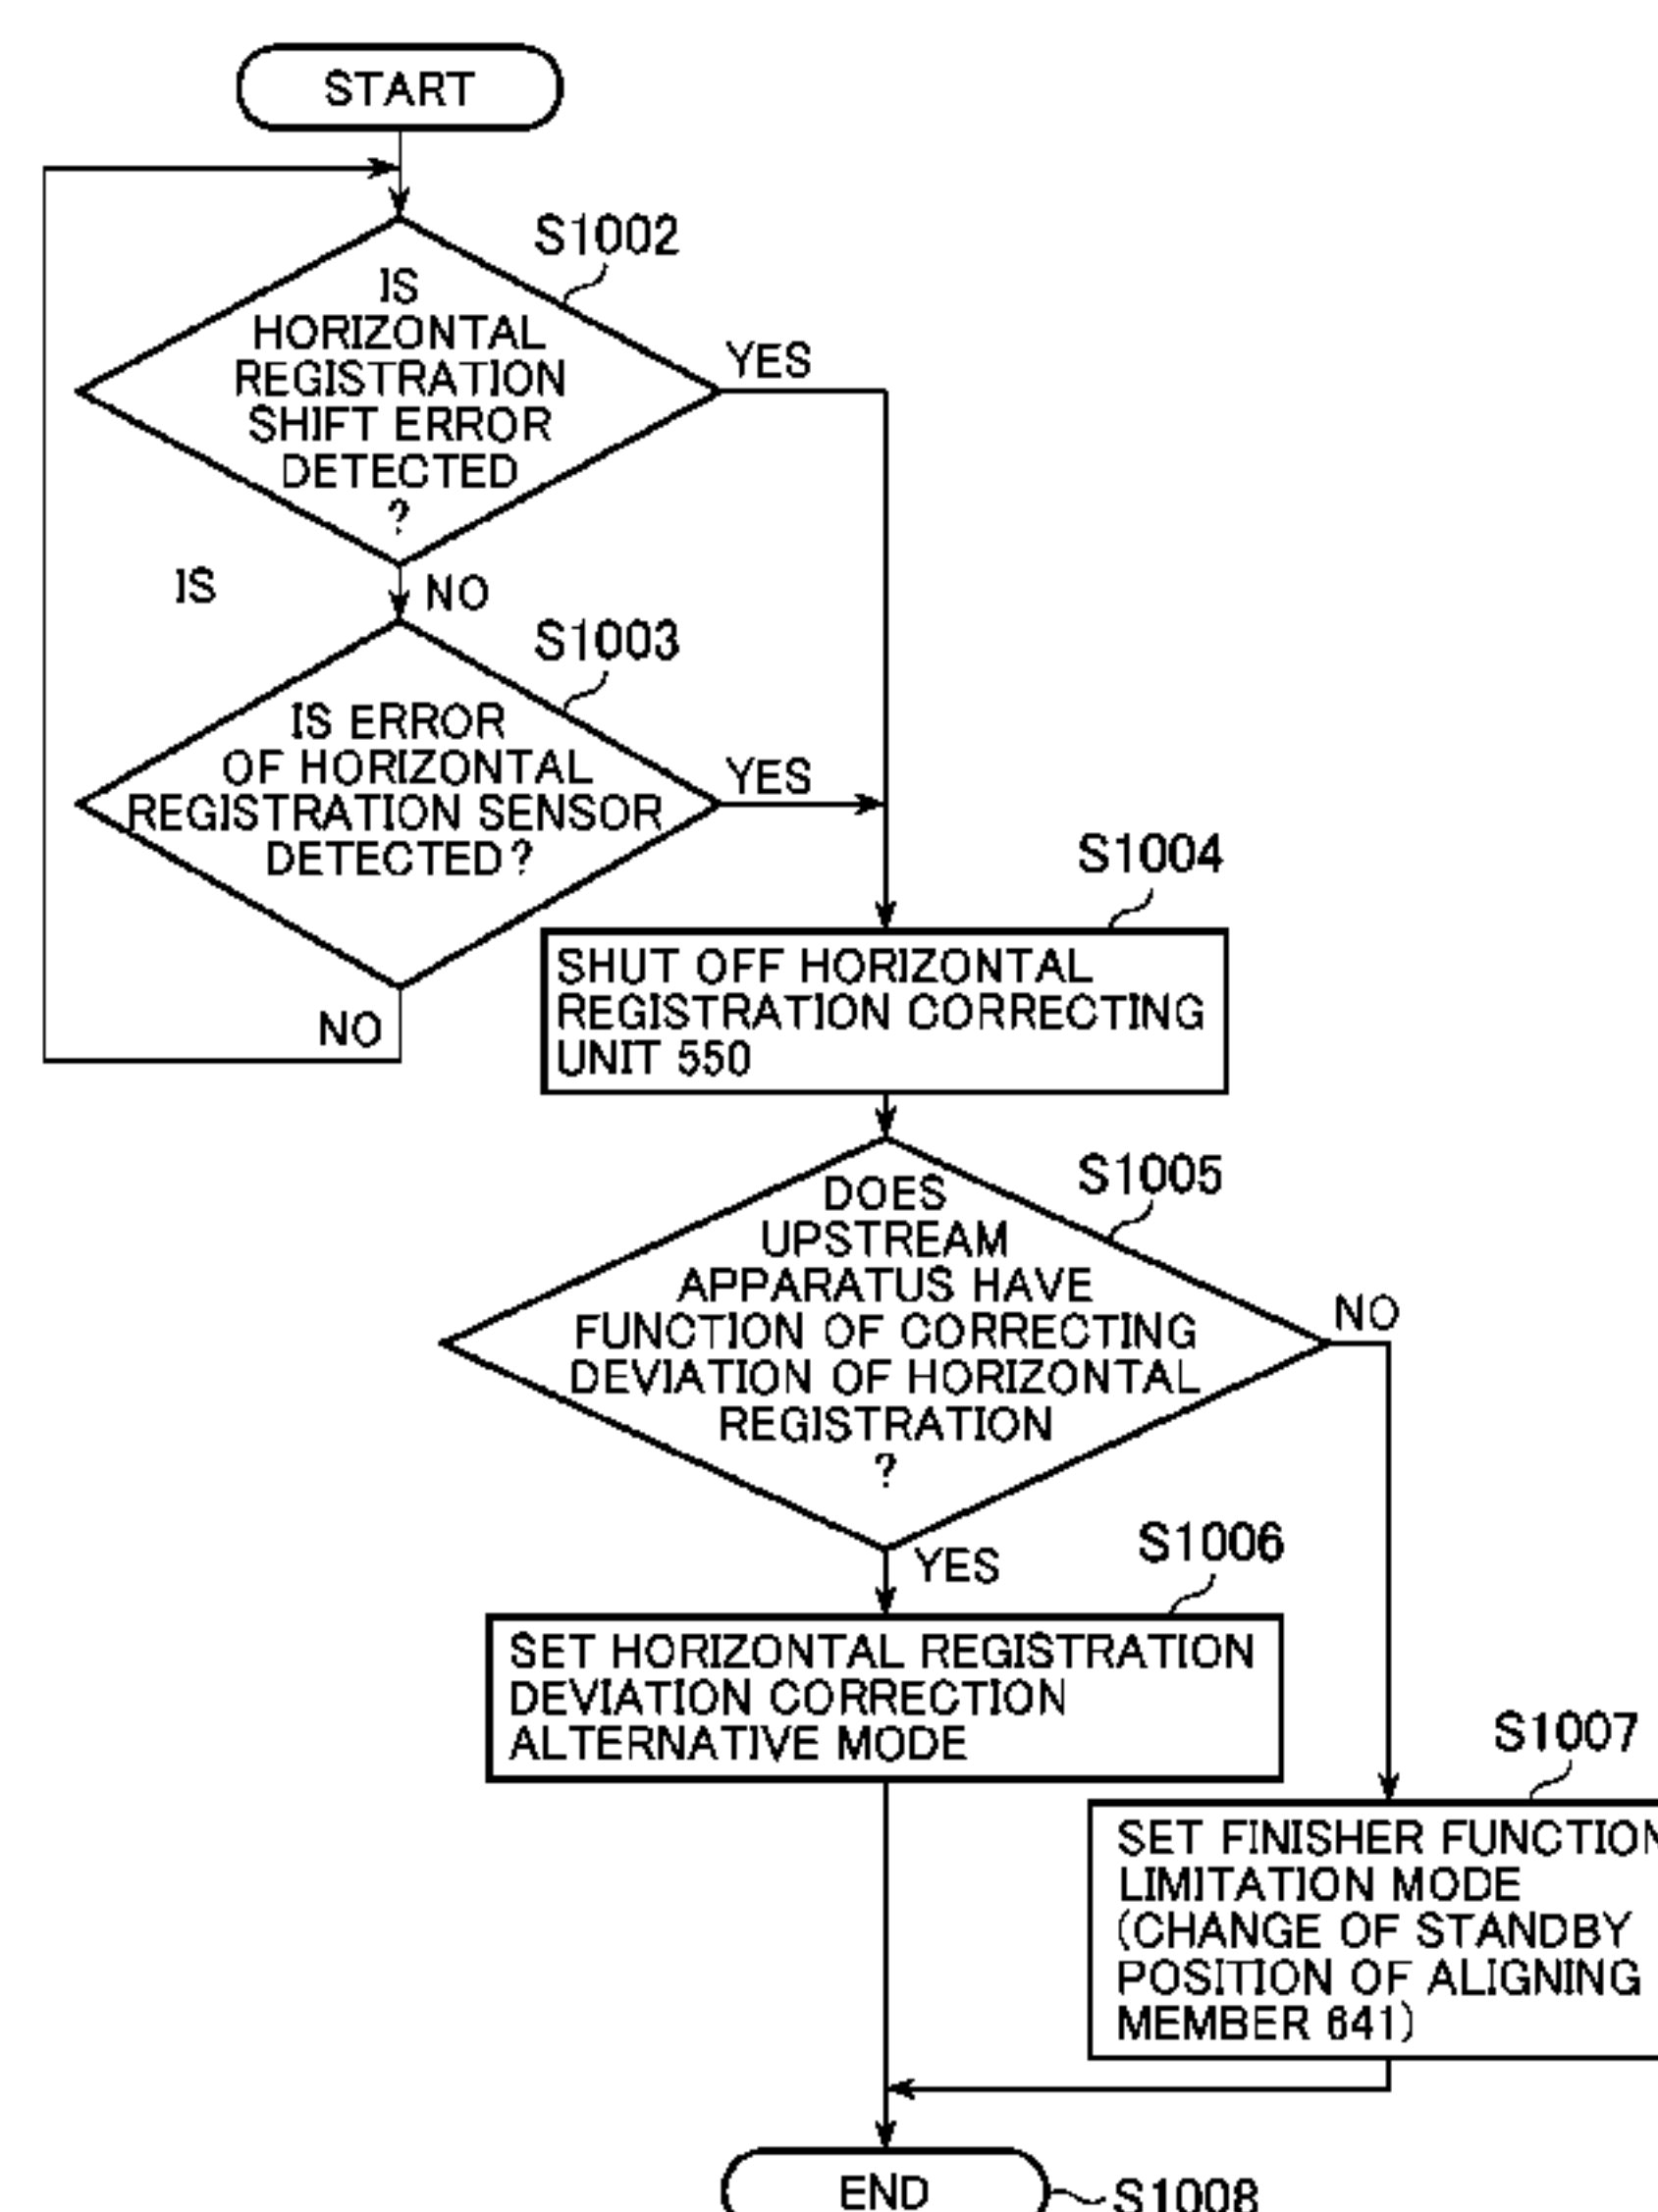 START
S1002
IS
HORIZONTAL
REGISTRATION
SHIFT ERROR
DETECTED
?
YES
IS
NO
S1003
IS ERROR
OF HORIZONTAL
REGISTRATION SENSOR
DETECTED?
YES
NO
S1004
SHUT OFF HORIZONTAL
REGISTRATION CORRECTING
UNIT 550
S1005
DOES
UPSTREAM
APPARATUS HAVE
FUNCTION OF CORRECTING
DEVIATION OF HORIZONTAL
REGISTRATION
?
NO
YES
S1006
SET HORIZONTAL REGISTRATION
DEVIATION CORRECTION
ALTERNATIVE MODE
S1007
SET FINISHER FUNCTION
LIMITATION MODE
(CHANGE OF STANDBY
POSITION OF ALIGNING
MEMBER 641)
END
S1008